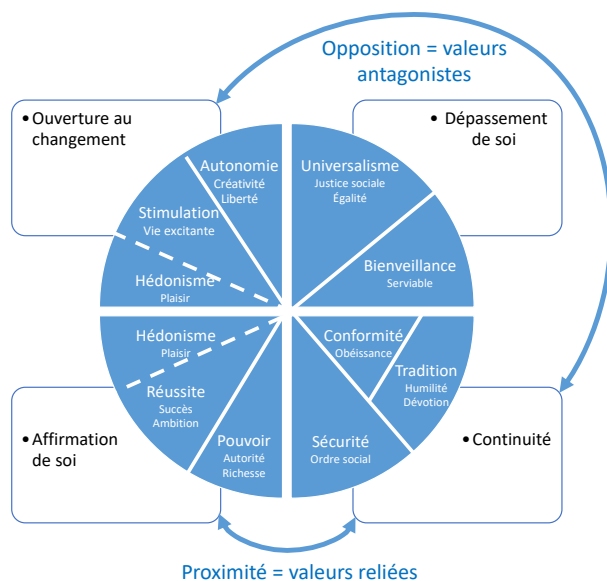 Opposition = valeurs
antagonistes
•Ouverture au
changement
• Dépassement
de soi
Autonomie
Créativité
Liberté
Universalisme
Justice sociale
Égalité
Stimulation
Vie excitante
Hédonisme
Plaisir
Bienveillance
Serviable
Hédonisme
Plaisir
Conformité
Obéissance
Réussite
Succès
Ambition
Tradition
Humilité
Dévotion
Pouvoir
Autorité
Richesse
Sécurité
Ordre social
•Affirmation
de soi
•Continuité
Proximité = valeurs reliées